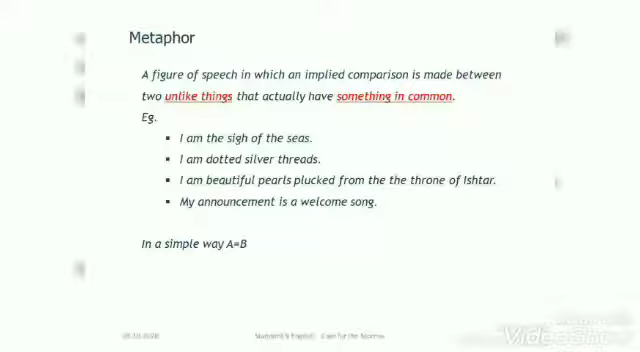 Metaphor
A figure of speech in which an implied comparison is made between
two unlike things that actually have something in common.
Eg.
▪ I am the sigh of the seas.
▪ I am dotted silver threads.
▪ I am beautiful pearls plucked from the the throne of Ishtar.
▪ My announcement is a welcome song.
In a simple way A=B